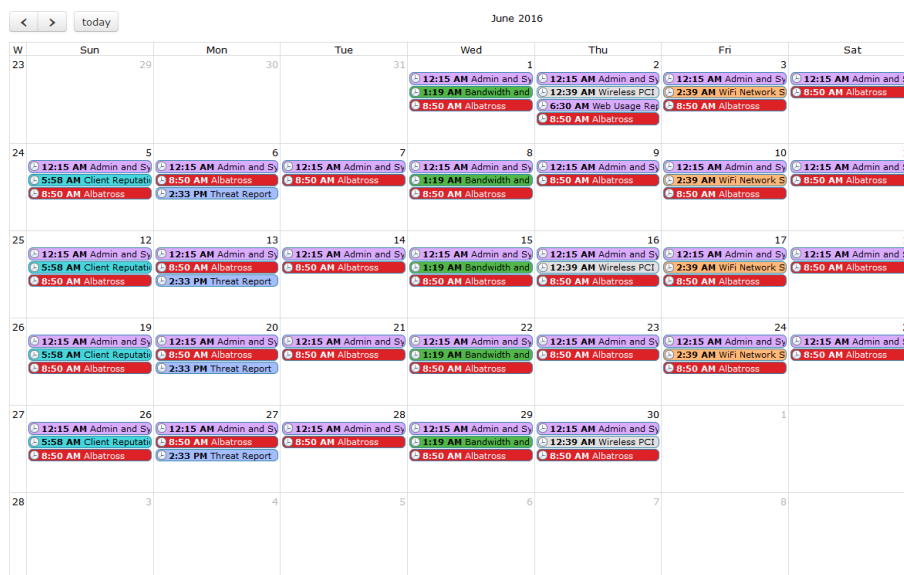 today
June 2016
W Sun Mon Tue Wed Thu Fri Sat
23 29 30 31 1 2 3
12:15 AM Admin and Sy 12:15 AM Admin and Sy 12:15 AM Admin and Sy 12:15 AM Admin and S
1:19 AM Bandwidth and 12:39 AM Wireless PCI 2:39 AM WiFi Network S 8:50 AM Albatross
8:50 AM Albatross 6:30 AM Web Usage Rep 8:50 AM Albatross
8:50 AM Albatross
24 5 6 7 8 9 10
12:15 AM Admin and Sy 12:15 AM Admin and Sy 12:15 AM Admin and Sy 12:15 AM Admin and Sy 12:15 AM Admin and Sy 12:15 AM Admin and Sy 12:15 AM Admin and S
5:58 AM Client Reputati 8:50 AM Albatross 8:50 AM Albatross 1:19 AM Bandwidth and 8:50 AM Albatross 2:39 AM WiFi Network S 8:50 AM Albatross
8:50 AM Albatross 2:33 PM Threat Report 8:50 AM Albatross 8:50 AM Albatross
25 12 13 14 15 16 17
12:15 AM Admin and Sy 12:15 AM Admin and Sy 12:15 AM Admin and Sy 12:15 AM Admin and Sy 12:15 AM Admin and Sy 12:15 AM Admin and Sy 12:15 AM Admin and S
5:58 AM Client Reputati 8:50 AM Albatross 8:50 AM Albatross 1:19 AM Bandwidth and 12:39 AM Wireless PCI 2:39 AM WiFi Network S 8:50 AM Albatross
8:50 AM Albatross 2:33 PM Threat Report 8:50 AM Albatross 8:50 AM Albatross 8:50 AM Albatross
26 19 20 21 22 23 24
12:15 AM Admin and Sy 12:15 AM Admin and Sy 12:15 AM Admin and Sy 12:15 AM Admin and Sy 12:15 AM Admin and Sy 12:15 AM Admin and Sy 12:15 AM Admin and S
5:58 AM Client Reputati 8:50 AM Albatross 8:50 AM Albatross 1:19 AM Bandwidth and 8:50 AM Albatross 2:39 AM WiFi Network S 8:50 AM Albatross
8:50 AM Albatross 2:33 PM Threat Report 8:50 AM Albatross 8:50 AM Albatross
27 26 27 28 29 30 1
12:15 AM Admin and Sy 12:15 AM Admin and Sy 12:15 AM Admin and Sy 12:15 AM Admin and Sy 12:15 AM Admin and Sy
5:58 AM Client Reputati 8:50 AM Albatross 8:50 AM Albatross 1:19 AM Bandwidth and 12:39 AM Wireless PCI
8:50 AM Albatross 2:33 PM Threat Report 8:50 AM Albatross 8:50 AM Albatross
28 3 4 5 6 7 8